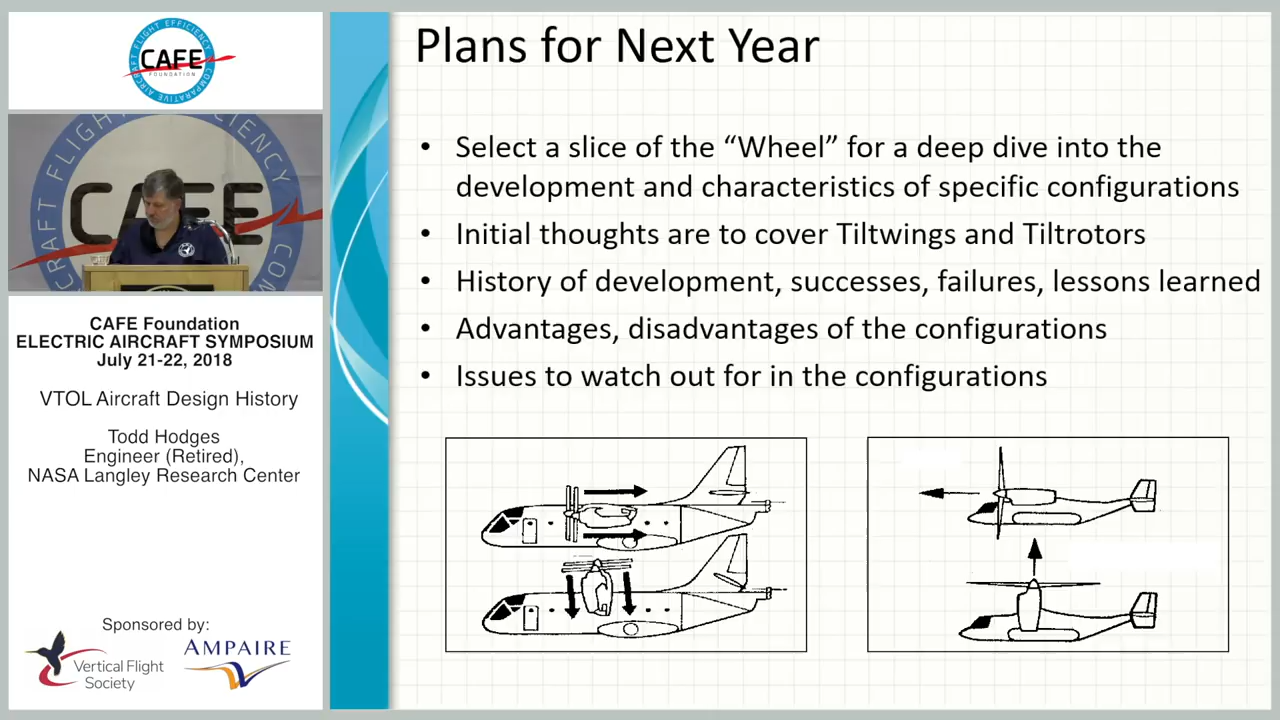 CAFE
FOUNDATION
AIRCRAFT FLIGHT EFFICIENCY
COMPARATIVE
CAFE
CAFE Foundation
ELECTRIC AIRCRAFT SYMPOSIUM
July 21-22, 2018
VTOL Aircraft Design History
Todd Hodges
Engineer (Retired),
NASA Langley Research Center
Sponsored by:
Vertical Flight
Society
AMPAIRE
Plans for Next Year
• Select a slice of the “Wheel” for a deep dive into the
development and characteristics of specific configurations
• Initial thoughts are to cover Tiltwings and Tiltrotors
• History of development, successes, failures, lessons learned
• Advantages, disadvantages of the configurations
• Issues to watch out for in the configurations